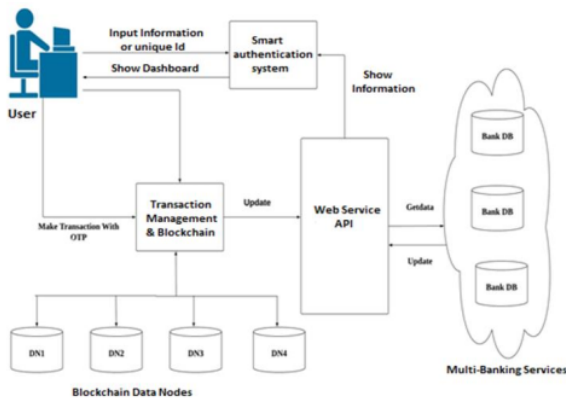 Input Information
or unique Id
Show Dashboard
Smart
authentication
system
Show
Information
User
Bank DB
Bank DB
Bank DB
Transaction
Management
& Blockchain
Update
Web Service
API
Getdata
Update
Make Transaction With
OTP
DN1
DN2
DN3
DN4
Multi-Banking Services
Blockchain Data Nodes